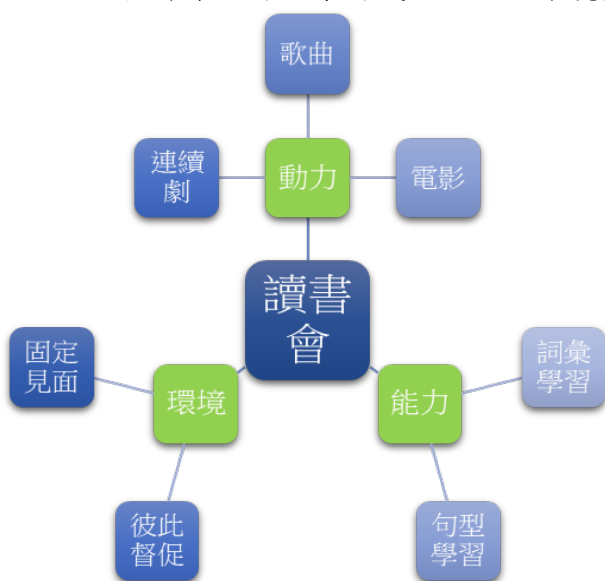 歌曲
連續
劇
動力
電影
讀書
會
固定
見面
環境
能力
詞彙
學習
彼此
督促
句型
學習